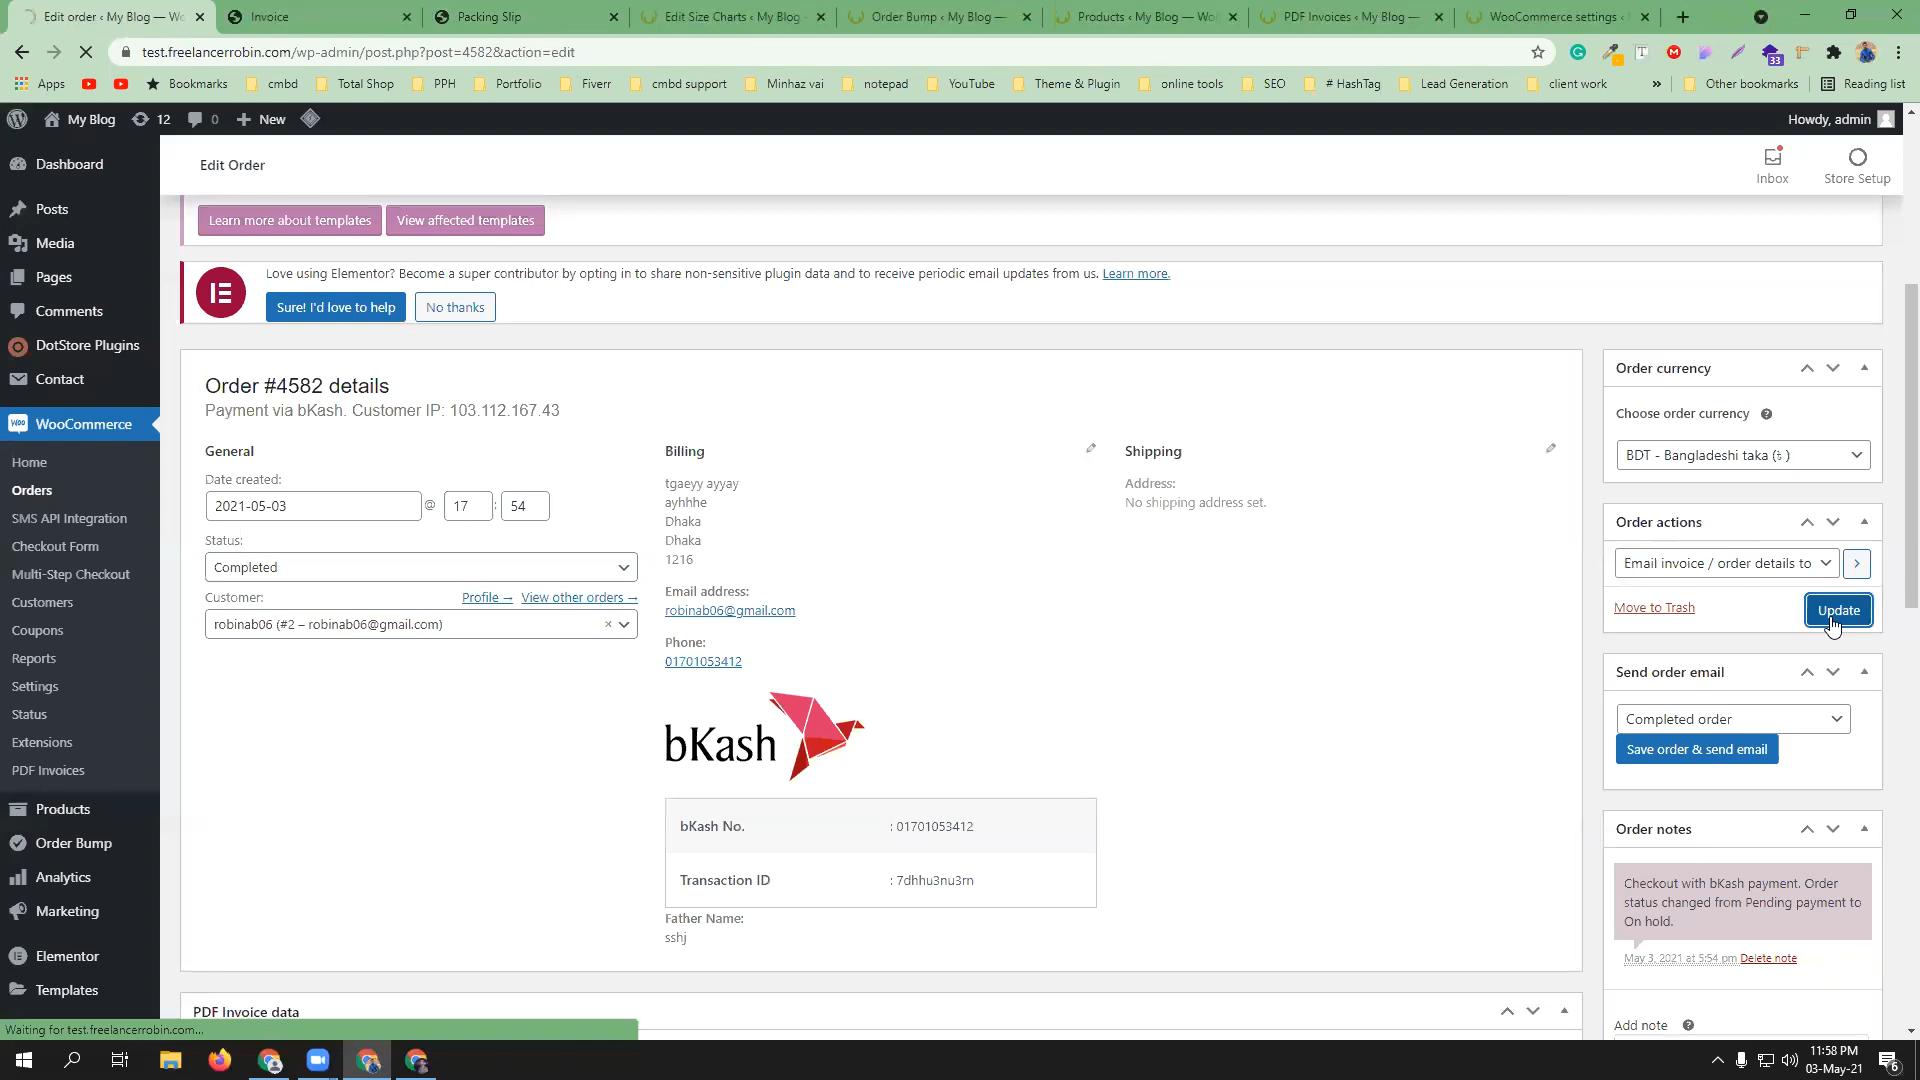 Edit order ‹ My Blog — Wo
Invoice
Packing Slip
Edit Size Charts ‹ My Blog -
Order Bump ‹ My Blog —
Products ‹ My Blog — Wo
PDF Invoices ‹ My Blog —
WooCommerce settings ‹
test.freelancerrobin.com/wp-admin/post.php?post=4582&action=edit
33
Apps
Bookmarks
cmbd
Total Shop
PPH
Portfolio
Fiverr
cmbd support
Minhaz vai
notepad
YouTube
Theme & Plugin
online tools
SEO
# HashTag
Lead Generation
client work
»
Other bookmarks
Reading list
My Blog
12
0
New
Howdy, admin
Edit Order
Inbox
Store Setup
Dashboard
Posts
Media
Pages
Comments
DotStore Plugins
Contact
WooCommerce
Home
Orders
SMS API Integration
Checkout Form
Multi-Step Checkout
Customers
Coupons
Reports
Settings
Status
Extensions
PDF Invoices
Products
Order Bump
Analytics
Marketing
Elementor
Templates
Learn more about templates
View affected templates
Love using Elementor? Become a super contributor by opting in to share non-sensitive plugin data and to receive periodic email updates from us. Learn more.
Sure! I'd love to help
No thanks
Order #4582 details
Payment via bKash. Customer IP: 103.112.167.43
General
Date created:
2021-05-03 @ 17 : 54
Status:
Completed
Customer:
Profile →
View other orders →
robinab06 (#2 – robinab06@gmail.com) ×
Billing
tgaeyy ayyay
ayhhhe
Dhaka
Dhaka
1216
Email address:
robinab06@gmail.com
Phone:
01701053412
bKash
bKash No. : 01701053412
Transaction ID : 7dhhu3nu3rn
Father Name:
sshj
Shipping
Address:
No shipping address set.
PDF Invoice data
Order currency
Choose order currency
BDT - Bangladeshi taka (৳ )
Order actions
Email invoice / order details to
Move to Trash
Update
Send order email
Completed order
Save order & send email
Order notes
Checkout with bKash payment. Order
status changed from Pending payment to
On hold.
May 3, 2021 at 5:54 pm Delete note
Add note
Waiting for test.freelancerrobin.com...
11:58 PM
03-May-21
6